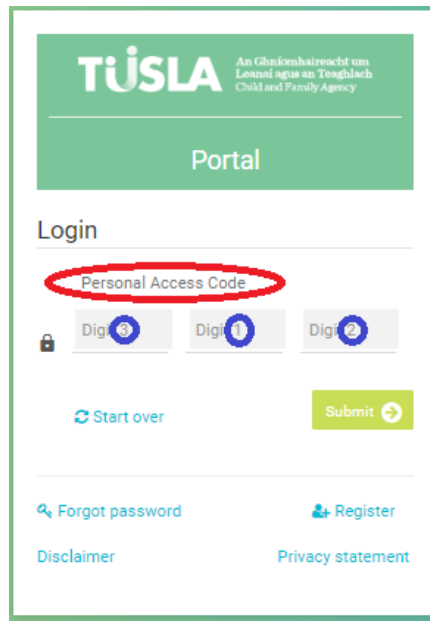 TUSLA
An Ghníomhaireacht um
Leanaí agus an Teaghlach
Child and Family Agency
Portal
Login
Personal Access Code
Digit 3 Digit 1 Digit 2
Start over
Submit
Forgot password Register
Disclaimer Privacy statement